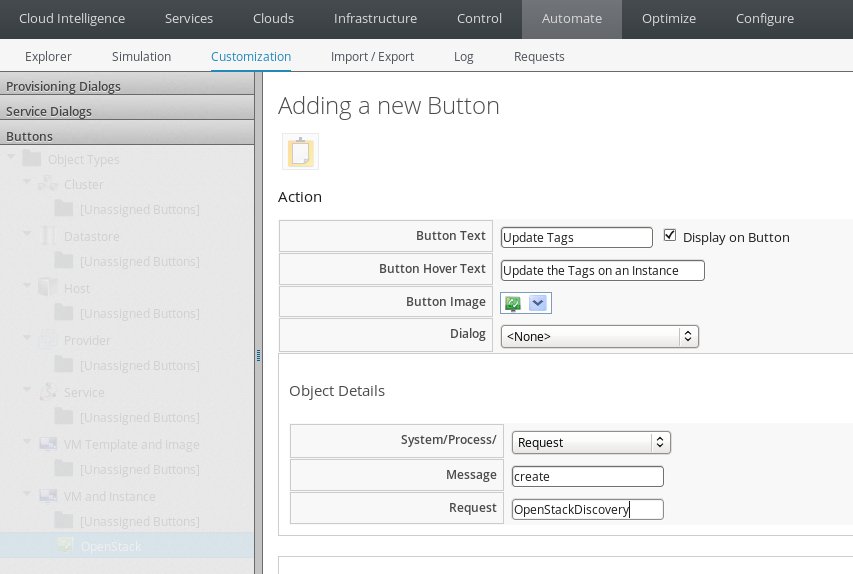 Cloud Intelligence Services Clouds Infrastructure Control Automate Optimize Configure
Explorer Simulation Customization Import / Export Log Requests
Provisioning Dialogs
Service Dialogs
Buttons
Object Types
Cluster
[Unassigned Buttons]
Datastore
[Unassigned Buttons]
Host
[Unassigned Buttons]
Provider
[Unassigned Buttons]
Service
[Unassigned Buttons]
VM Template and Image
[Unassigned Buttons]
VM and Instance
[Unassigned Buttons]
OpenStack
Adding a new Button
Action
Button Text Update Tags Display on Button
Button Hover Text Update the Tags on an Instance
Button Image
Dialog <None>
Object Details
System/Process/ Request
Message create
Request OpenStackDiscovery